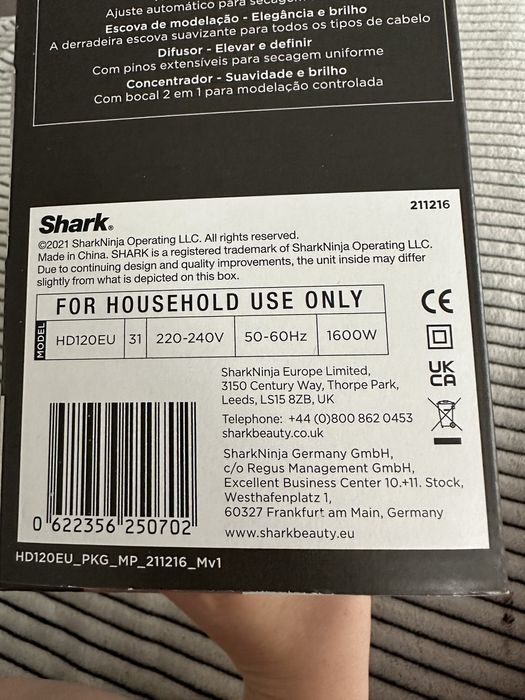 Ajuste automático para
Escova de modelação - Elegância e brilho
A derradeira escova suavizante para todos os tipos de cabelo
Difusor - Elevar e definir
Com pinos extensíveis para secagem uniforme
Concentrador - Suavidade e brilho
Com bocal 2 em 1 para modelação controlada
211216
Shark®
©2021 SharkNinja Operating LLC. All rights reserved.
Made in China. SHARK is a registered trademark of SharkNinja Operating LLC.
Due to continuing design and quality improvements, the unit inside may differ
slightly from what is depicted on this box.
FOR HOUSEHOLD USE ONLY
MODEL HD120EU 31 220-240V 50-60Hz 1600W
CE
UK
CA
SharkNinja Europe Limited,
3150 Century Way, Thorpe Park,
Leeds, LS15 8ZB, UK
Telephone: +44 (0)800 862 0453
sharkbeauty.co.uk
SharkNinja Germany GmbH,
c/o Regus Management GmbH,
Excellent Business Center 10.+11. Stock,
Westhafenplatz 1,
60327 Frankfurt am Main, Germany
www.sharkbeauty.eu
0 622356 250702
HD120EU_PKG_MP_211216_Mv1